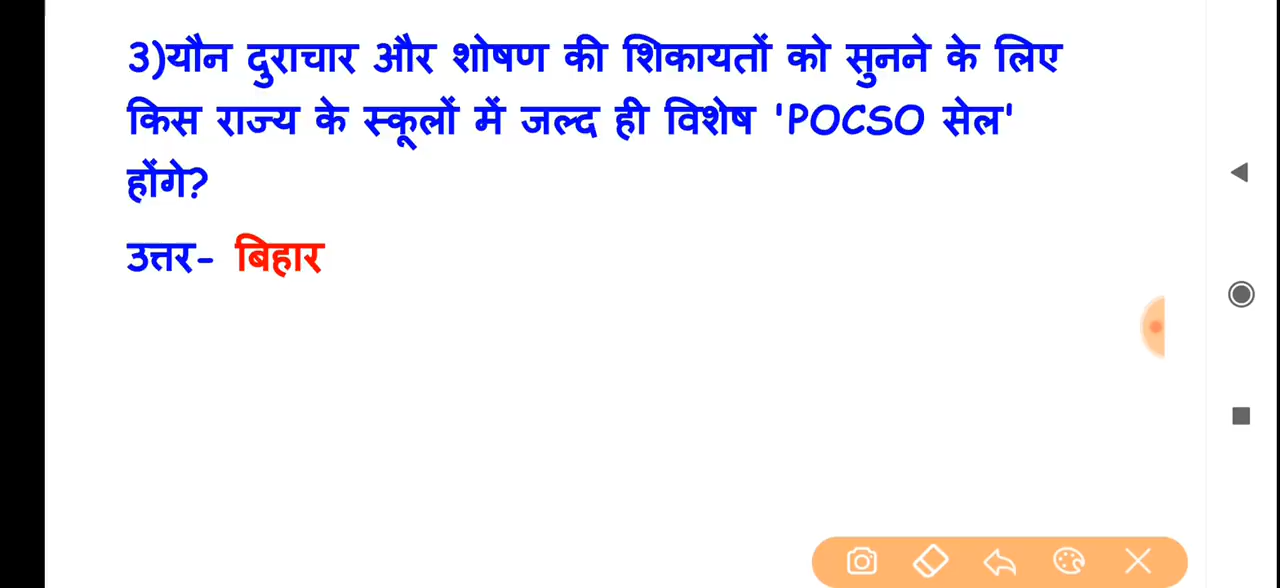 3)यौन दुराचार और शोषण की शिकायतों को सुनने के लिए
किस राज्य के स्कूलों में जल्द ही विशेष 'POCSO सेल'
होंगे?
उत्तर- बिहार